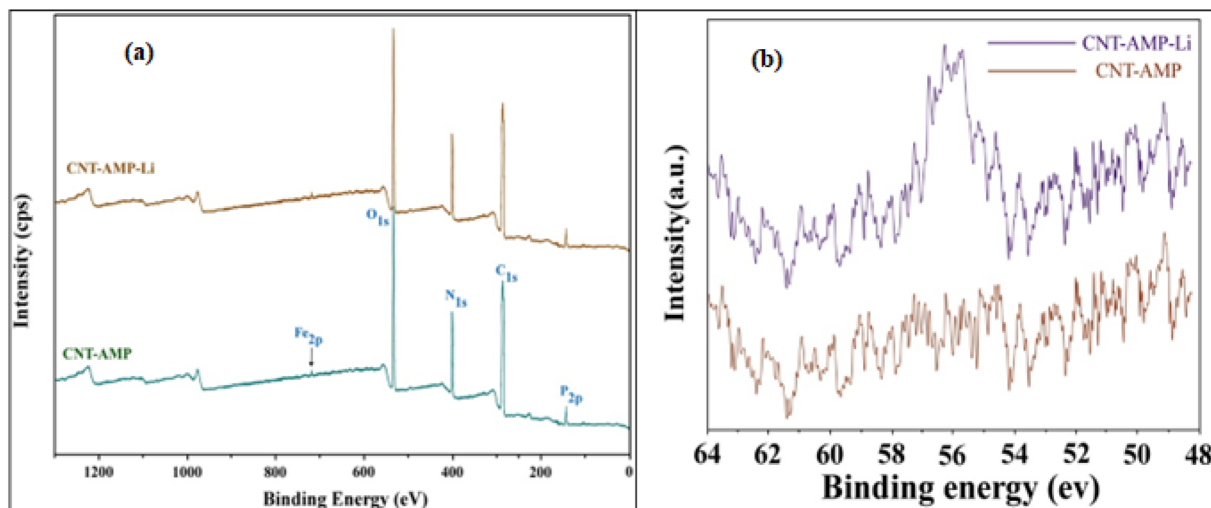 (a)
CNT-AMP-Li
O1s
C1s
N1s
Fe2p
CNT-AMP
P2p
Intensity (cps)
1200 1000 800 600 400 200 0
Binding Energy (eV)
(b)
CNT-AMP-Li
CNT-AMP
Intensity(a.u.)
64 62 60 58 56 54 52 50 48
Binding energy (ev)